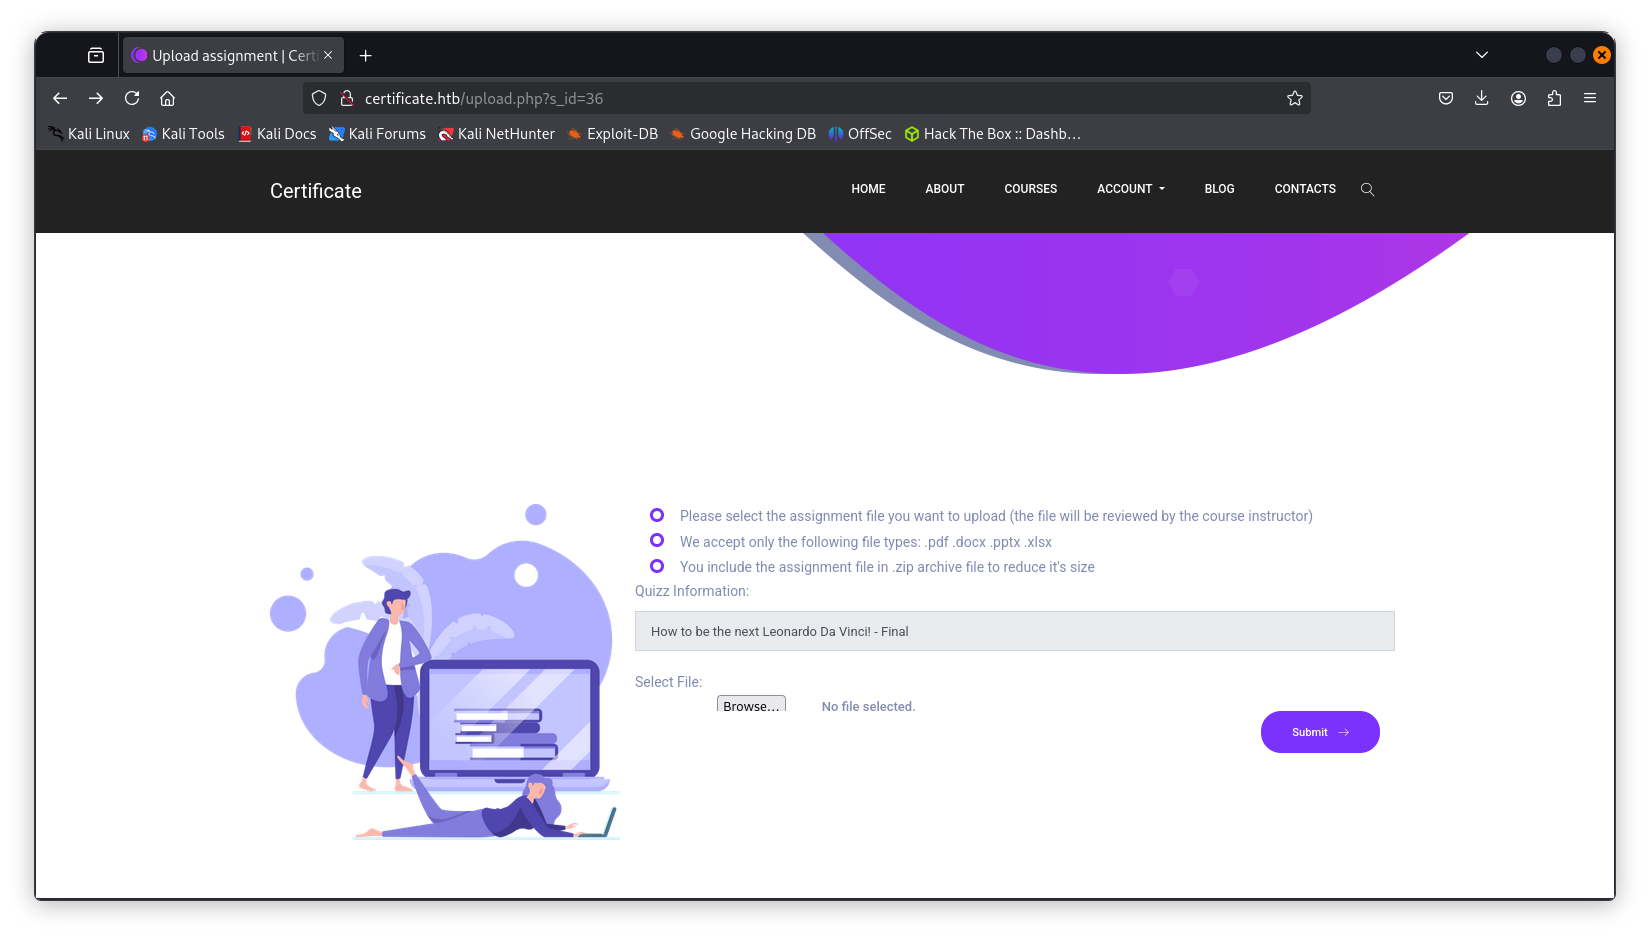 Upload assignment | Certi
certificate.htb/upload.php?s_id=36
Kali Linux Kali Tools Kali Docs Kali Forums Kali NetHunter Exploit-DB Google Hacking DB OffSec Hack The Box :: Dashb…
Certificate HOME ABOUT COURSES ACCOUNT BLOG CONTACTS
Please select the assignment file you want to upload (the file will be reviewed by the course instructor)
We accept only the following file types: .pdf .docx .pptx .xlsx
You include the assignment file in .zip archive file to reduce it's size
Quizz Information:
How to be the next Leonardo Da Vinci! - Final
Select File:
Browse... No file selected.
Submit